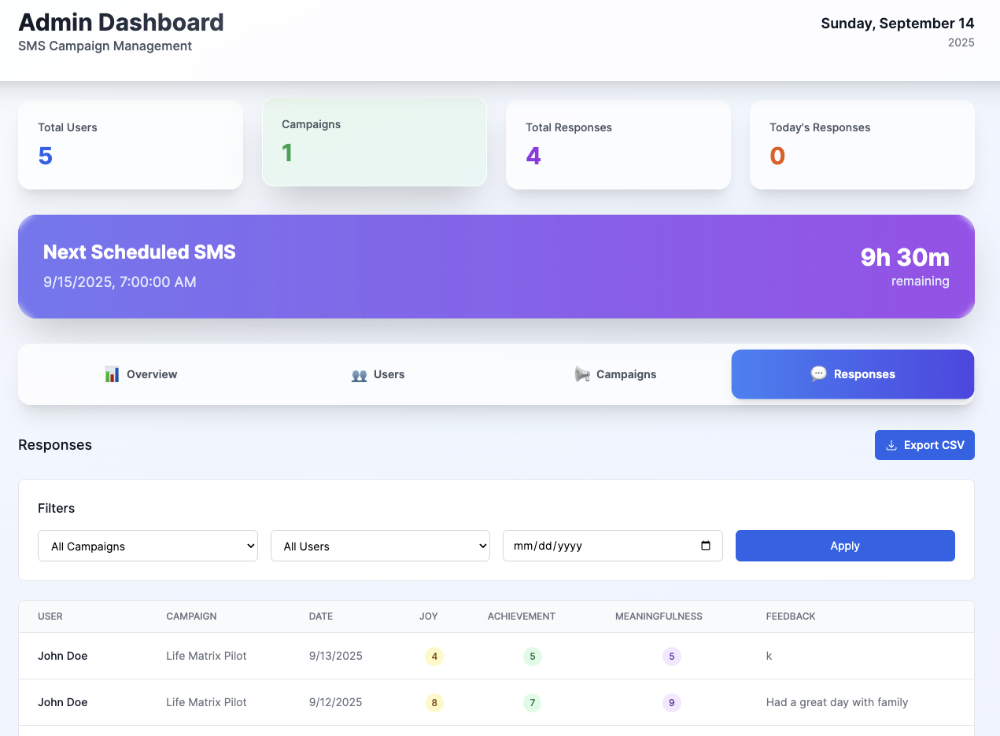 Admin Dashboard
SMS Campaign Management
Sunday, September 14
2025
Total Users
5
Campaigns
1
Total Responses
4
Today's Responses
0
Next Scheduled SMS
9/15/2025, 7:00:00 AM
9h 30m
remaining
Overview Users Campaigns Responses
Responses
Export CSV
Filters
All Campaigns All Users mm/dd/yyyy Apply
USER CAMPAIGN DATE JOY ACHIEVEMENT MEANINGFULNESS FEEDBACK
John Doe Life Matrix Pilot 9/13/2025 4 5 5 k
John Doe Life Matrix Pilot 9/12/2025 8 7 9 Had a great day with family